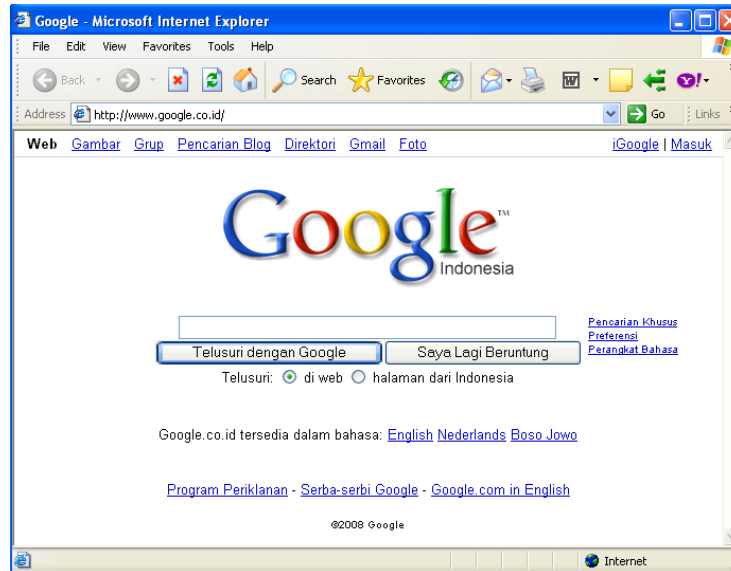 Google - Microsoft Internet Explorer
File Edit View Favorites Tools Help
Back Search Favorites
Address http://www.google.co.id/ Go Links
Web Gambar Grup Pencarian Blog Direktori Gmail Foto iGoogle | Masuk
Google™
Indonesia
Pencarian Khusus
Preferensi
Perangkat Bahasa
Telusuri dengan Google Saya Lagi Beruntung
Telusuri: di web halaman dari Indonesia
Google.co.id tersedia dalam bahasa: English Nederlands Boso Jowo
Program Periklanan - Serba-serbi Google - Google.com in English
©2008 Google
Internet